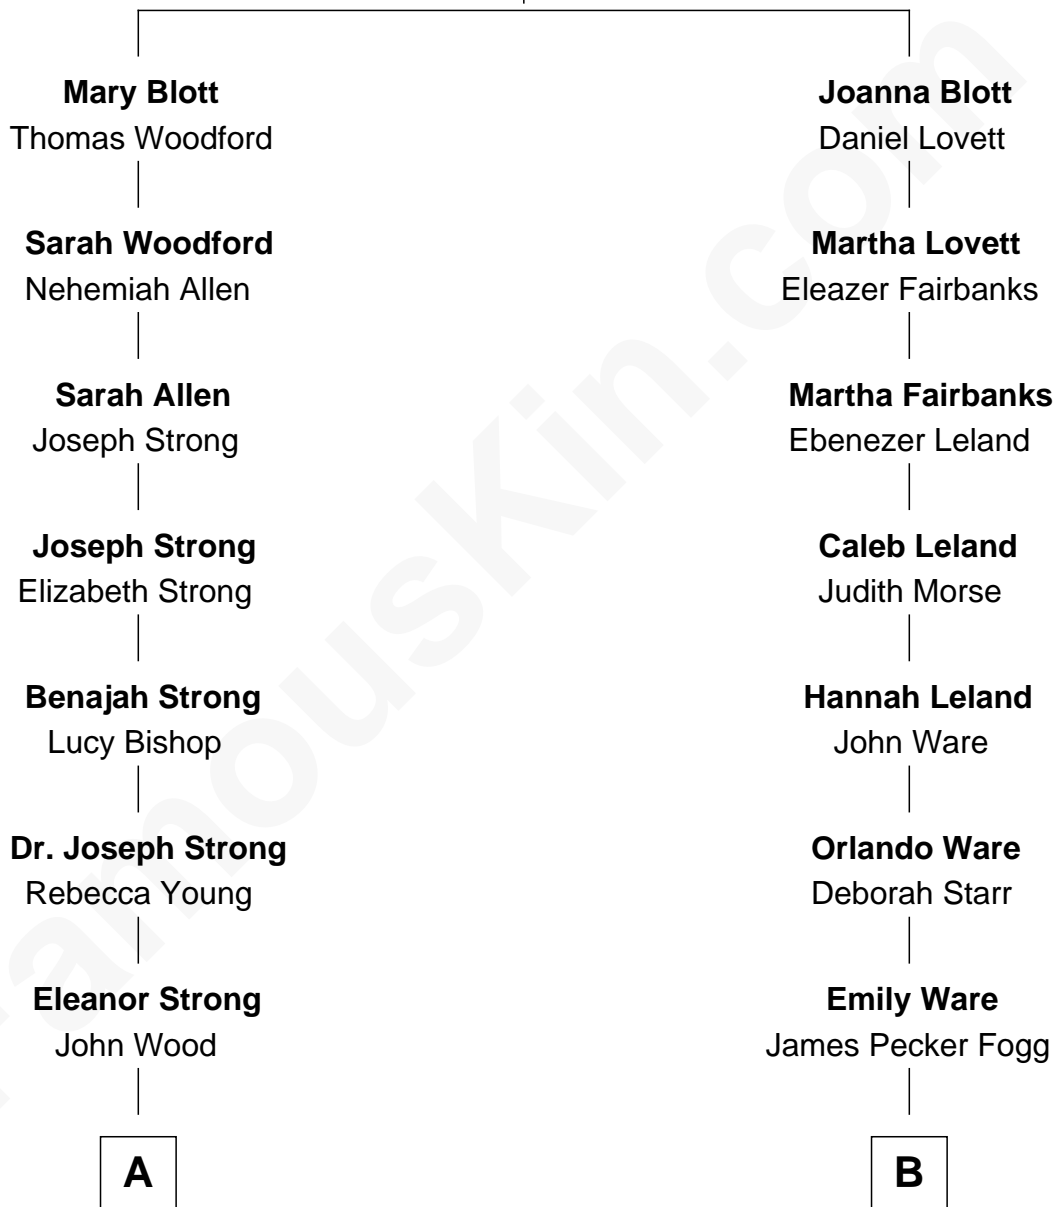 Mary Blott
Thomas Woodford
Sarah Woodford
Nehemiah Allen
Sarah Allen
Joseph Strong
Joseph Strong
Elizabeth Strong
Benajah Strong
Lucy Bishop
Dr. Joseph Strong
Rebecca Young
Eleanor Strong
John Wood
A
Joanna Blott
Daniel Lovett
Martha Lovett
Eleazer Fairbanks
Martha Fairbanks
Ebenezer Leland
Caleb Leland
Judith Morse
Hannah Leland
John Ware
Orlando Ware
Deborah Starr
Emily Ware
James Pecker Fogg
B
FamousKin.com